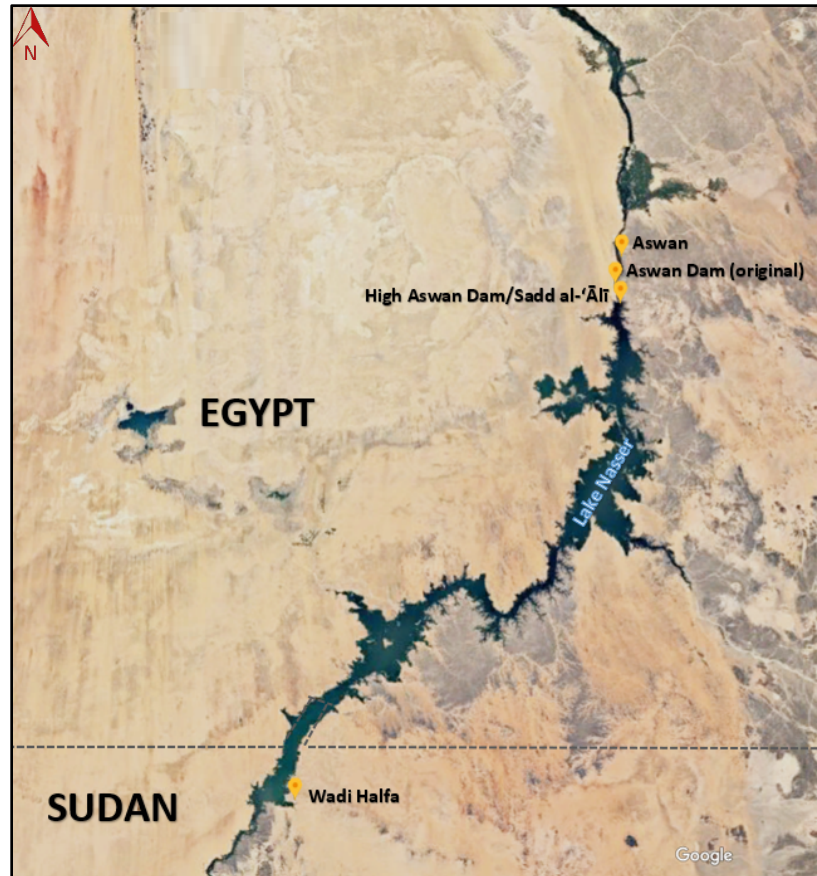 N
Aswan
Aswan Dam (original)
High Aswan Dam/Sadd al-‘Ālī
EGYPT
Lake Nasser
SUDAN
Wadi Halfa
Google